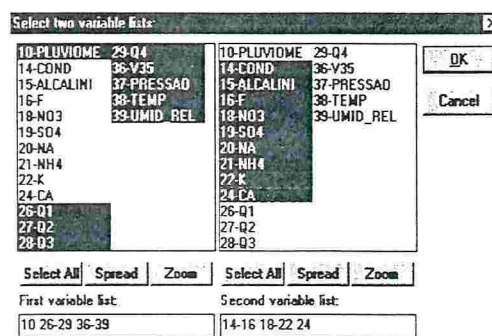 Select two variable lists:
10-PLUVIOME 29-Q4 10-PLUVIOME 29-Q4 OK
14-COND 36-V35 14-COND 36-V35
15-ALCALINI 37-PRESSAO 15-ALCALINI 37-PRESSAO
16-F 38-TEMP 16-F 38-TEMP Cancel
18-NO3 39-UMID_REL 18-NO3 39-UMID_REL
19-SO4 19-SO4
20-NA 20-NA
21-NH4 21-NH4
22-K 22-K
24-CA 24-CA
26-Q1 26-Q1
27-Q2 27-Q2
28-Q3 28-Q3
Select All Spread Zoom Select All Spread Zoom
First variable list: Second variable list:
10 26-29 36-39 14-16 18-22 24